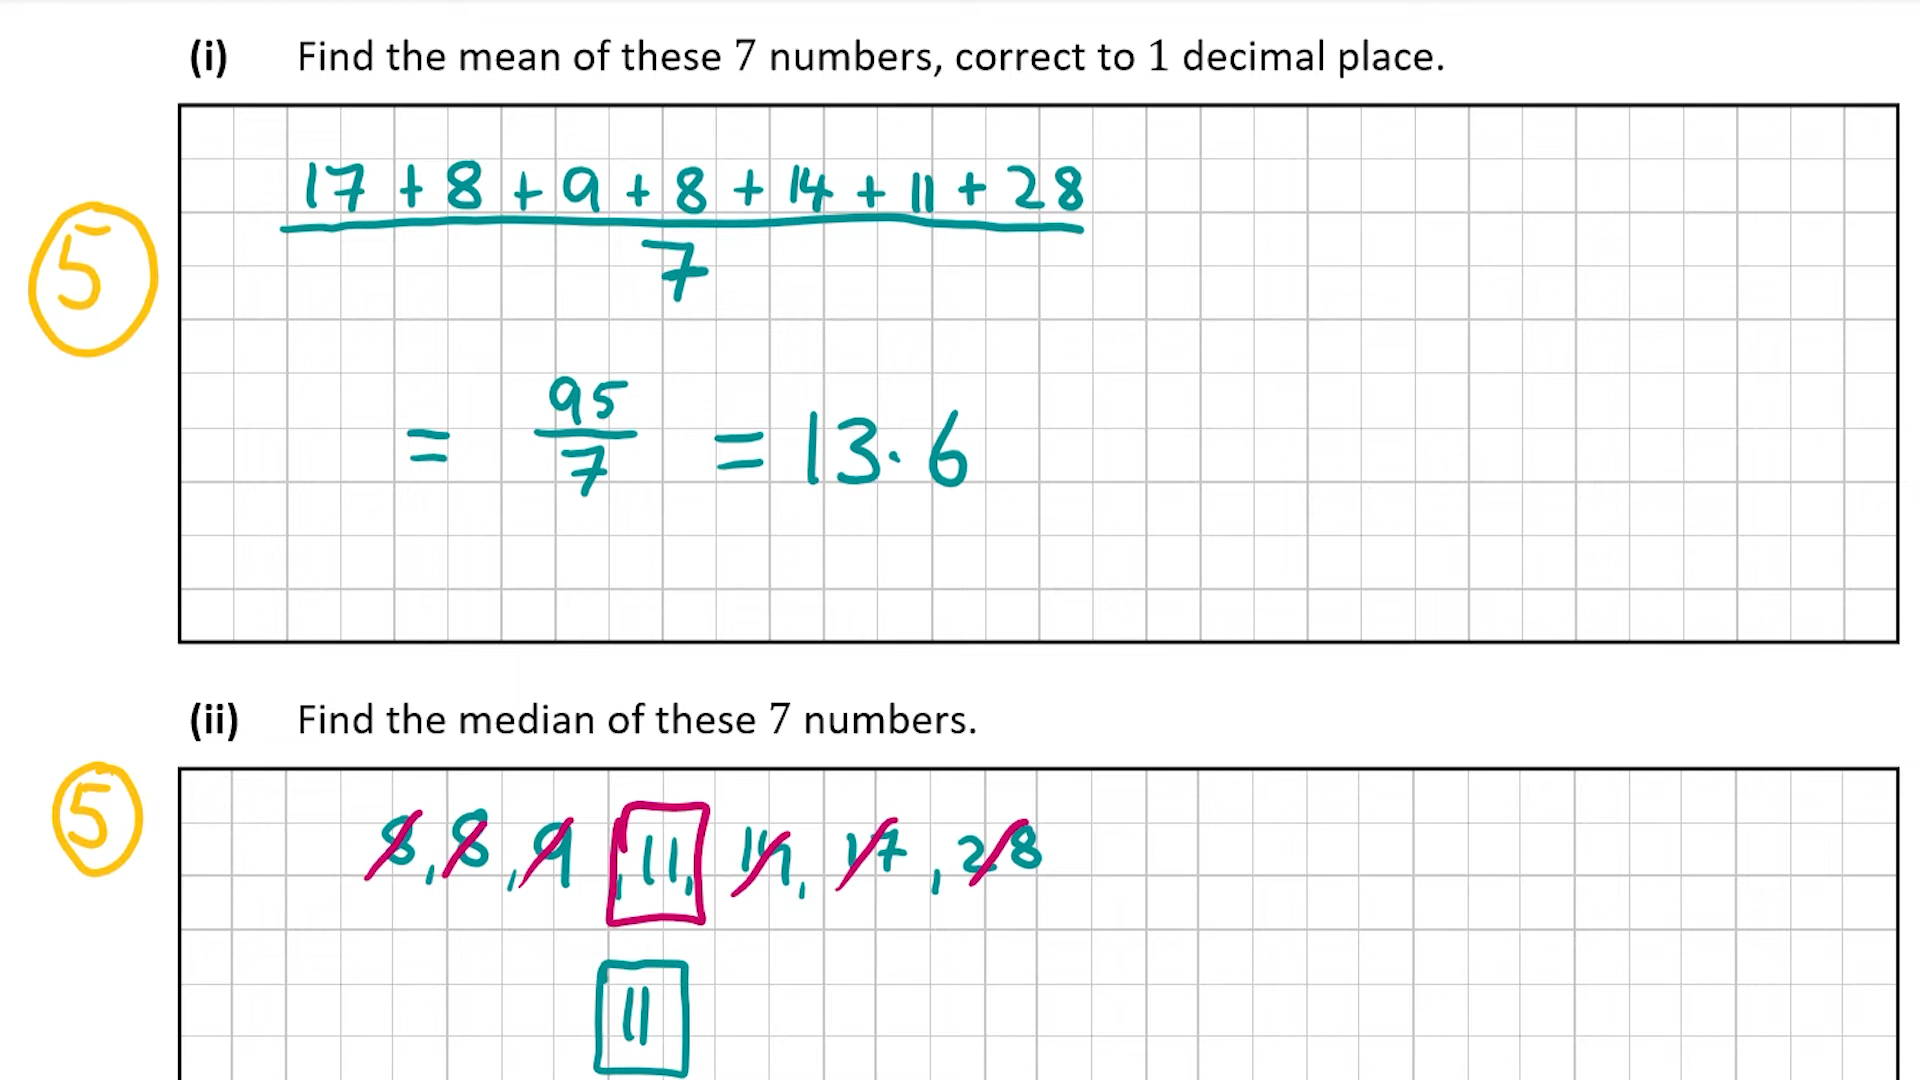 (i) Find the mean of these 7 numbers, correct to 1 decimal place.
17 + 8 + 9 + 8 + 14 + 11 + 28
7
5
= 95/7 = 13.6
(ii) Find the median of these 7 numbers.
5
8, 8, 9, 11, 14, 17, 28
11